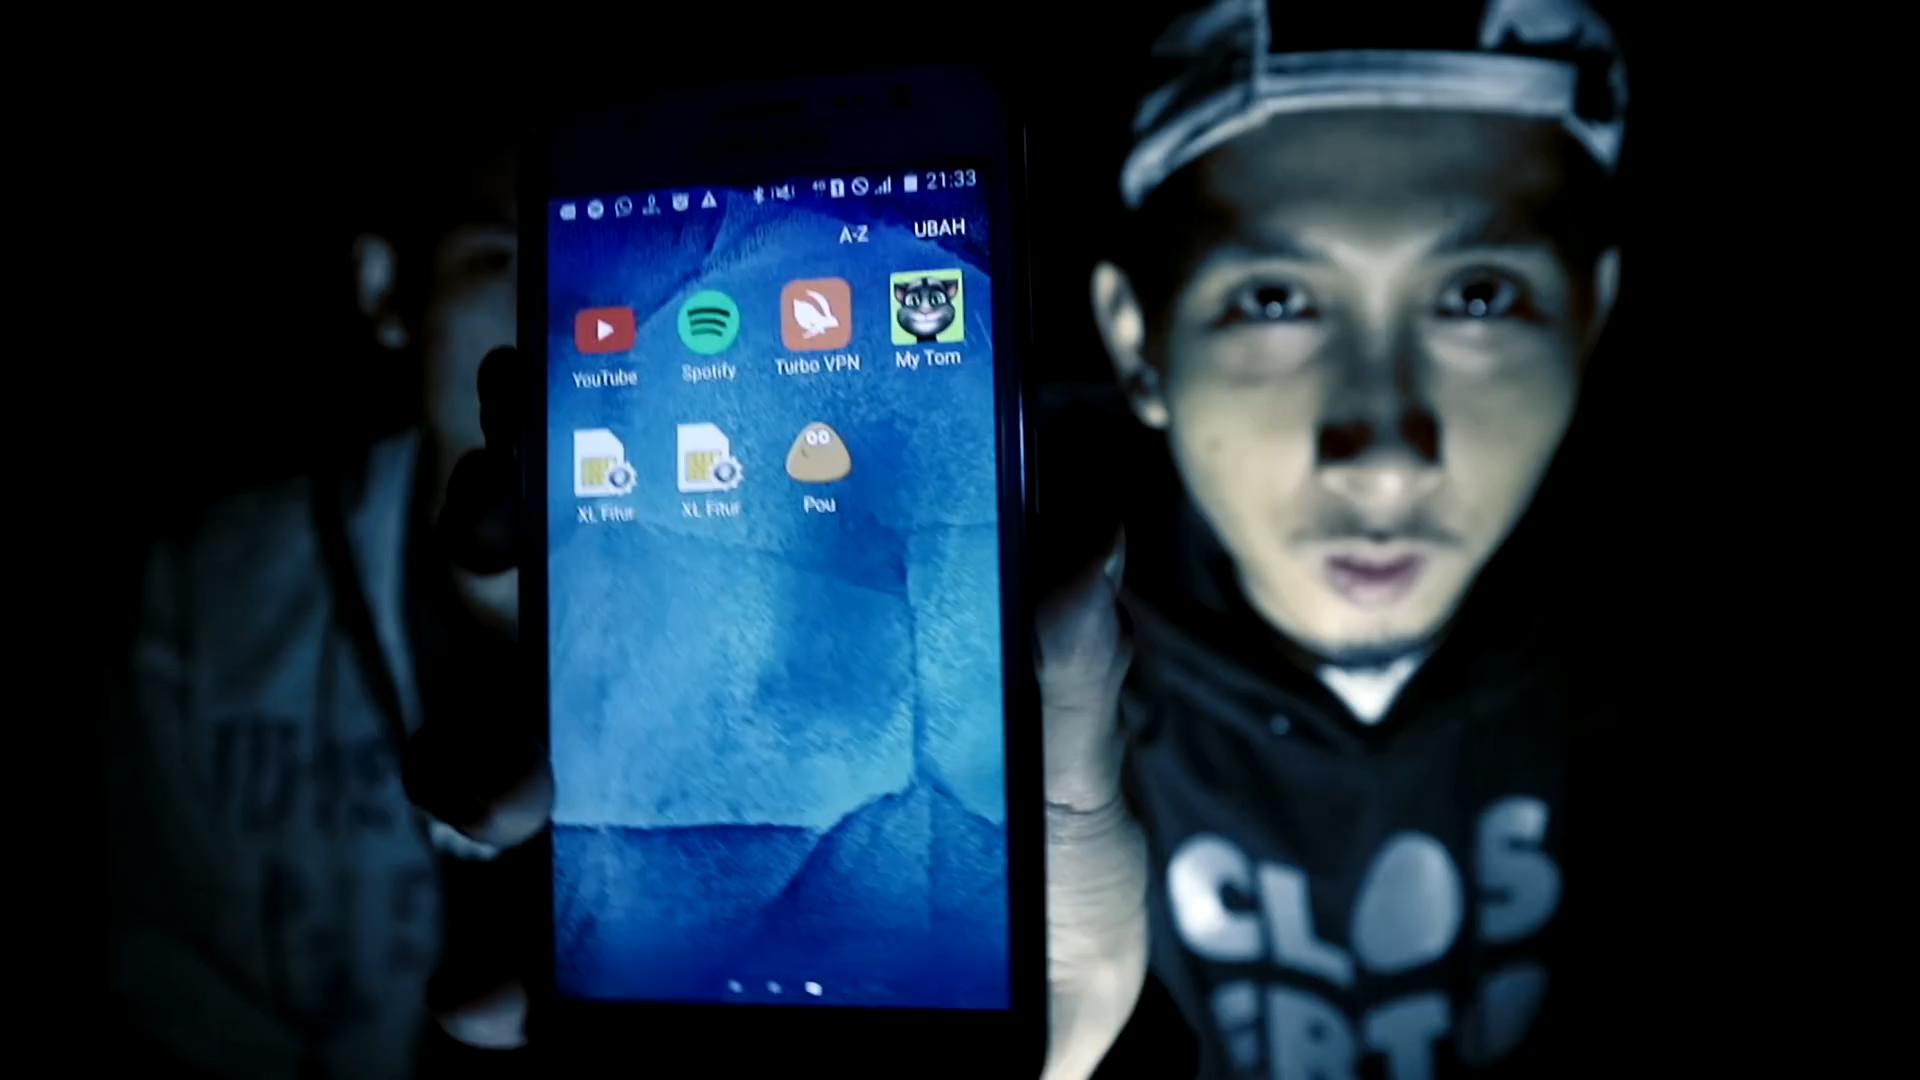 21:33
A-Z UBAH
YouTube Spotify Turbo VPN My Tom
XL Fitur XL Fitur Pou
CLOS